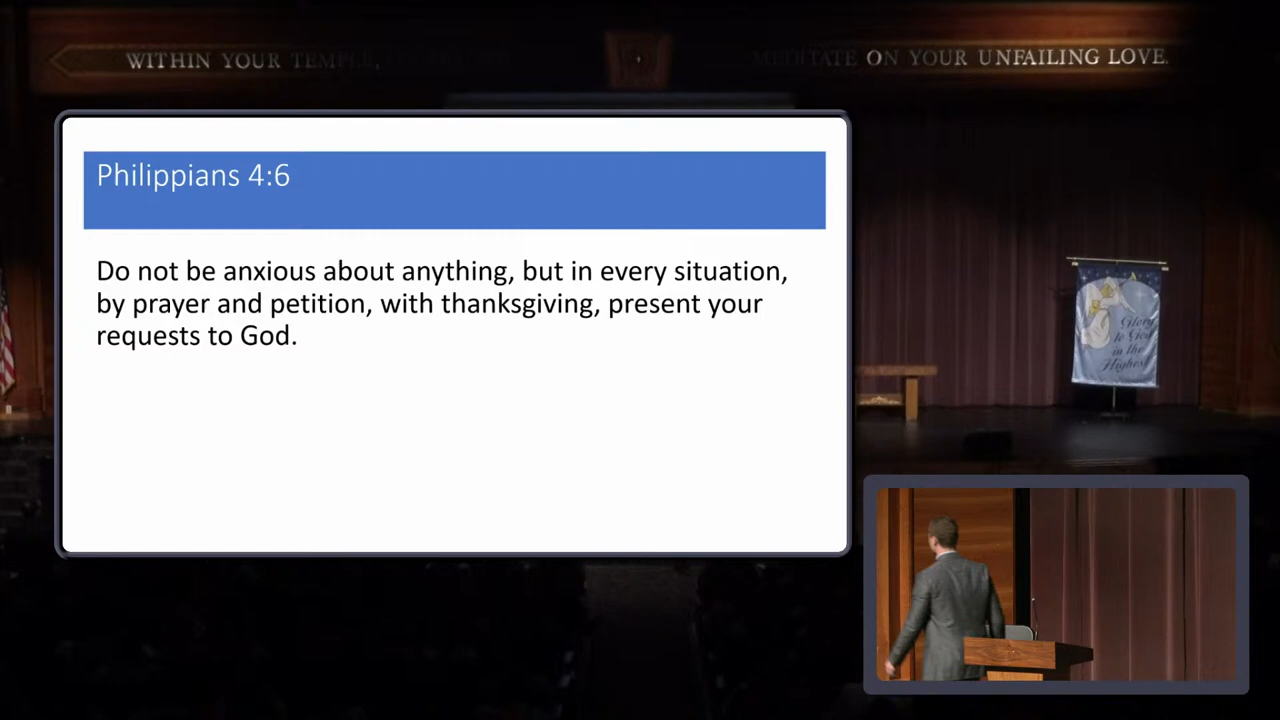 WITHIN YOUR TEMPLE,
MEDITATE ON YOUR UNFAILING LOVE.
Philippians 4:6
Do not be anxious about anything, but in every situation,
by prayer and petition, with thanksgiving, present your
requests to God.
Glory
to God
in the
Highest